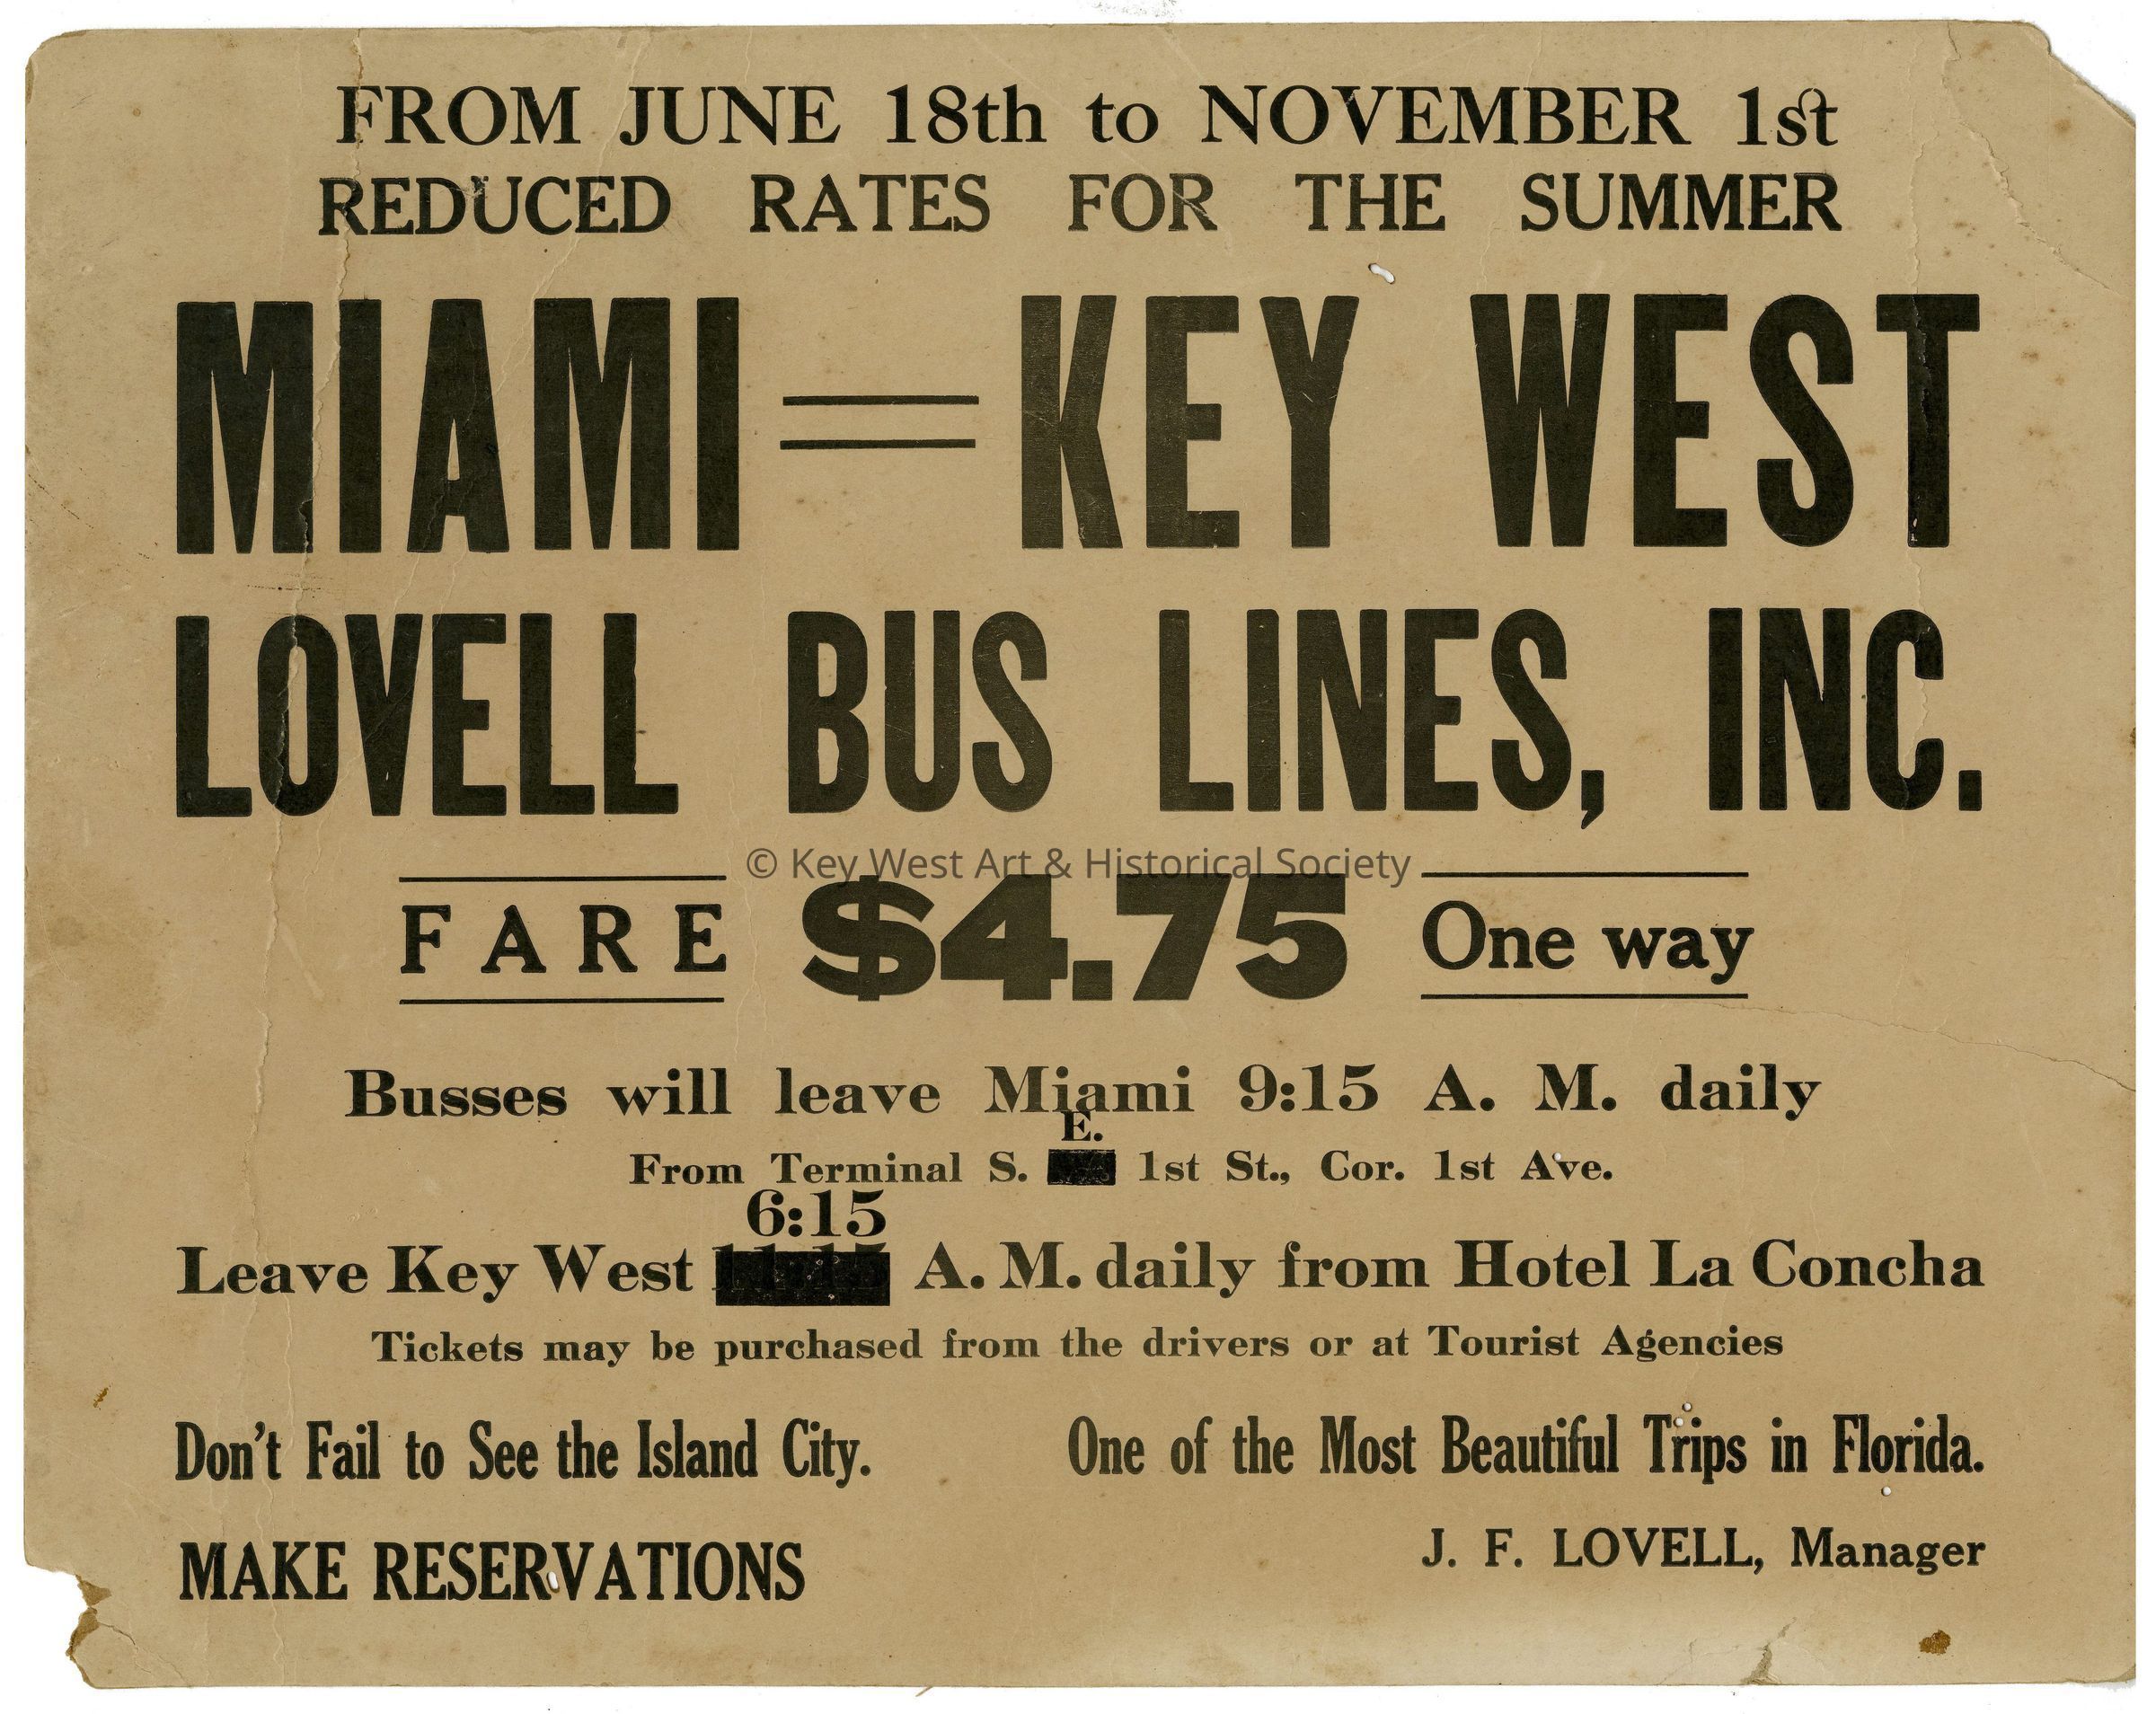 FROM JUNE 18th to NOVEMBER 1st
REDUCED RATES FOR THE SUMMER
MIAMI = KEY WEST
LOVELL BUS LINES, INC.
© Key West Art & Historical Society
FARE $4.75 One way
Busses will leave Miami 9:15 A. M. daily
E.
From Terminal S. 1st St., Cor. 1st Ave.
6:15
Leave Key West 11:15 A. M. daily from Hotel La Concha
Tickets may be purchased from the drivers or at Tourist Agencies
Don't Fail to See the Island City. One of the Most Beautiful Trips in Florida.
J. F. LOVELL, Manager
MAKE RESERVATIONS